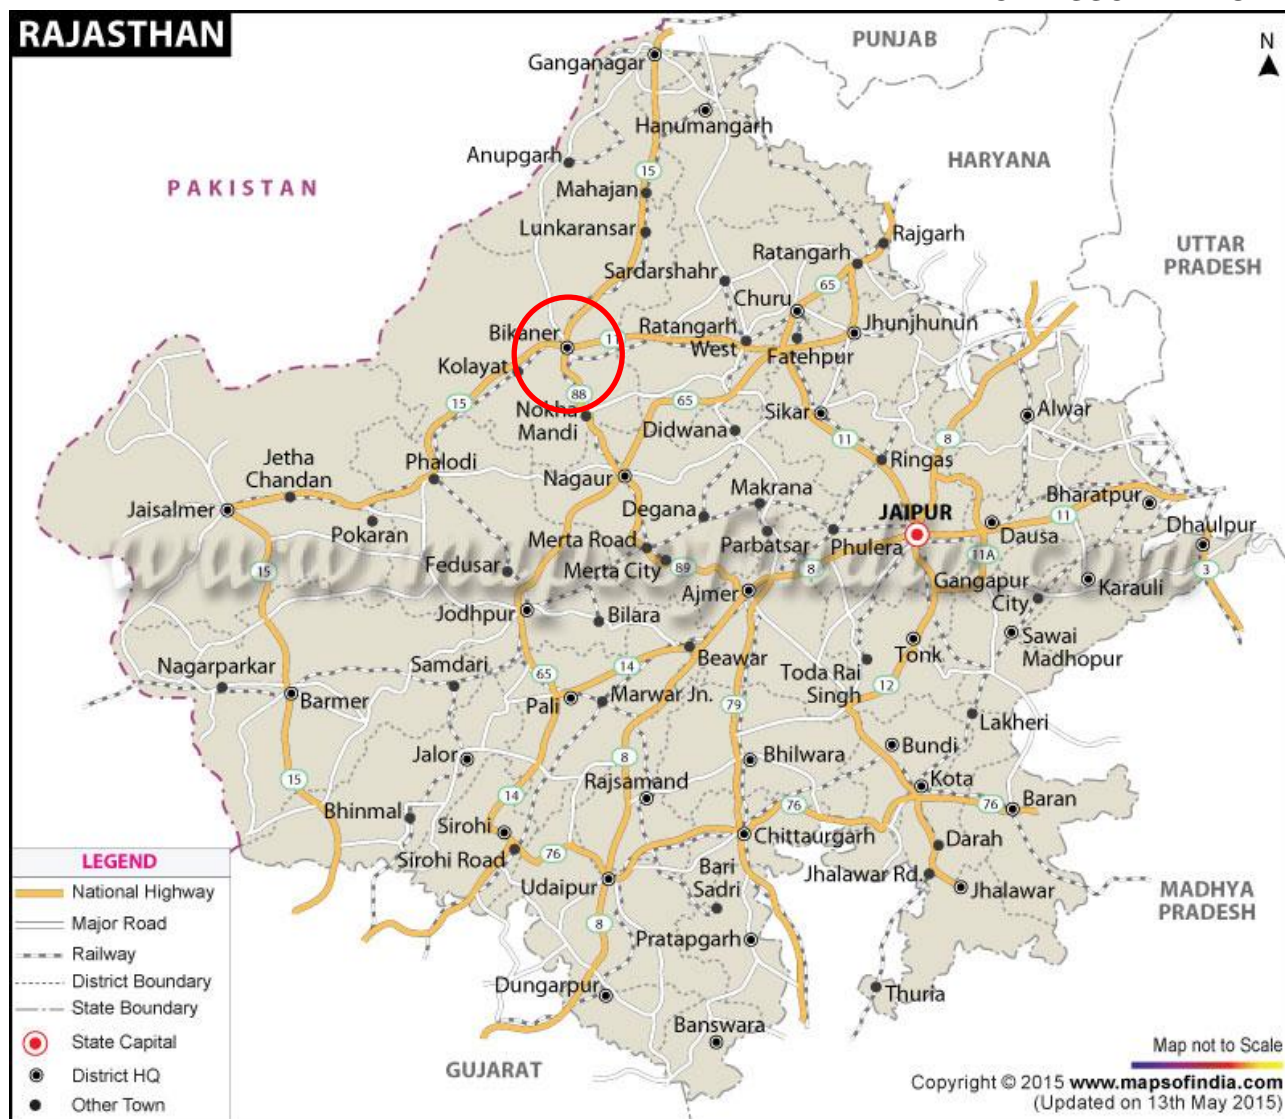 RAJASTHAN
PUNJAB
N
Ganganagar
Hanumangarh
Anupgarh
HARYANA
PAKISTAN
15
Mahajan
Lunkaransar
Rajgarh
Ratangarh
UTTAR
PRADESH
Sardarshahr
65
Churu
Bikaner
11
Ratangarh
West
Jhunjhunun
Fatehpur
Kolayat
15
88
65
Nokha
Mandi
Didwana
Sikar
Alwar
11
8
Jetha
Chandan
Phalodi
Nagaur
Ringas
Makrana
Degana
JAIPUR
Bharatpur
Jaisalmer
Pokaran
11
Dhaulpur
Merta Road
Parbatsar
Phulera
Dausa
www.mapsofindia.com
15
Fedusar
Merta City
89
8
11A
3
Gangapur
City
Karauli
Ajmer
Jodhpur
Bilara
Sawai
Madhopur
Tonk
Nagarparkar
Samdari
14
Beawar
Toda Rai
Singh
65
12
Barmer
Pali
Marwar Jn.
79
Lakheri
Jalor
8
Bhilwara
Bundi
15
Rajsamand
Kota
14
76
76
Baran
Bhinmal
Sirohi
Chittaurgarh
Darah
Sirohi Road
76
Bari
Sadri
Jhalawar Rd.
Udaipur
Jhalawar
MADHYA
PRADESH
8
Pratapgarh
Dungarpur
Thuria
Banswara
GUJARAT
LEGEND
National Highway
Major Road
Railway
District Boundary
State Boundary
State Capital
District HQ
Other Town
Map not to Scale
Copyright © 2015 www.mapsofindia.com
(Updated on 13th May 2015)